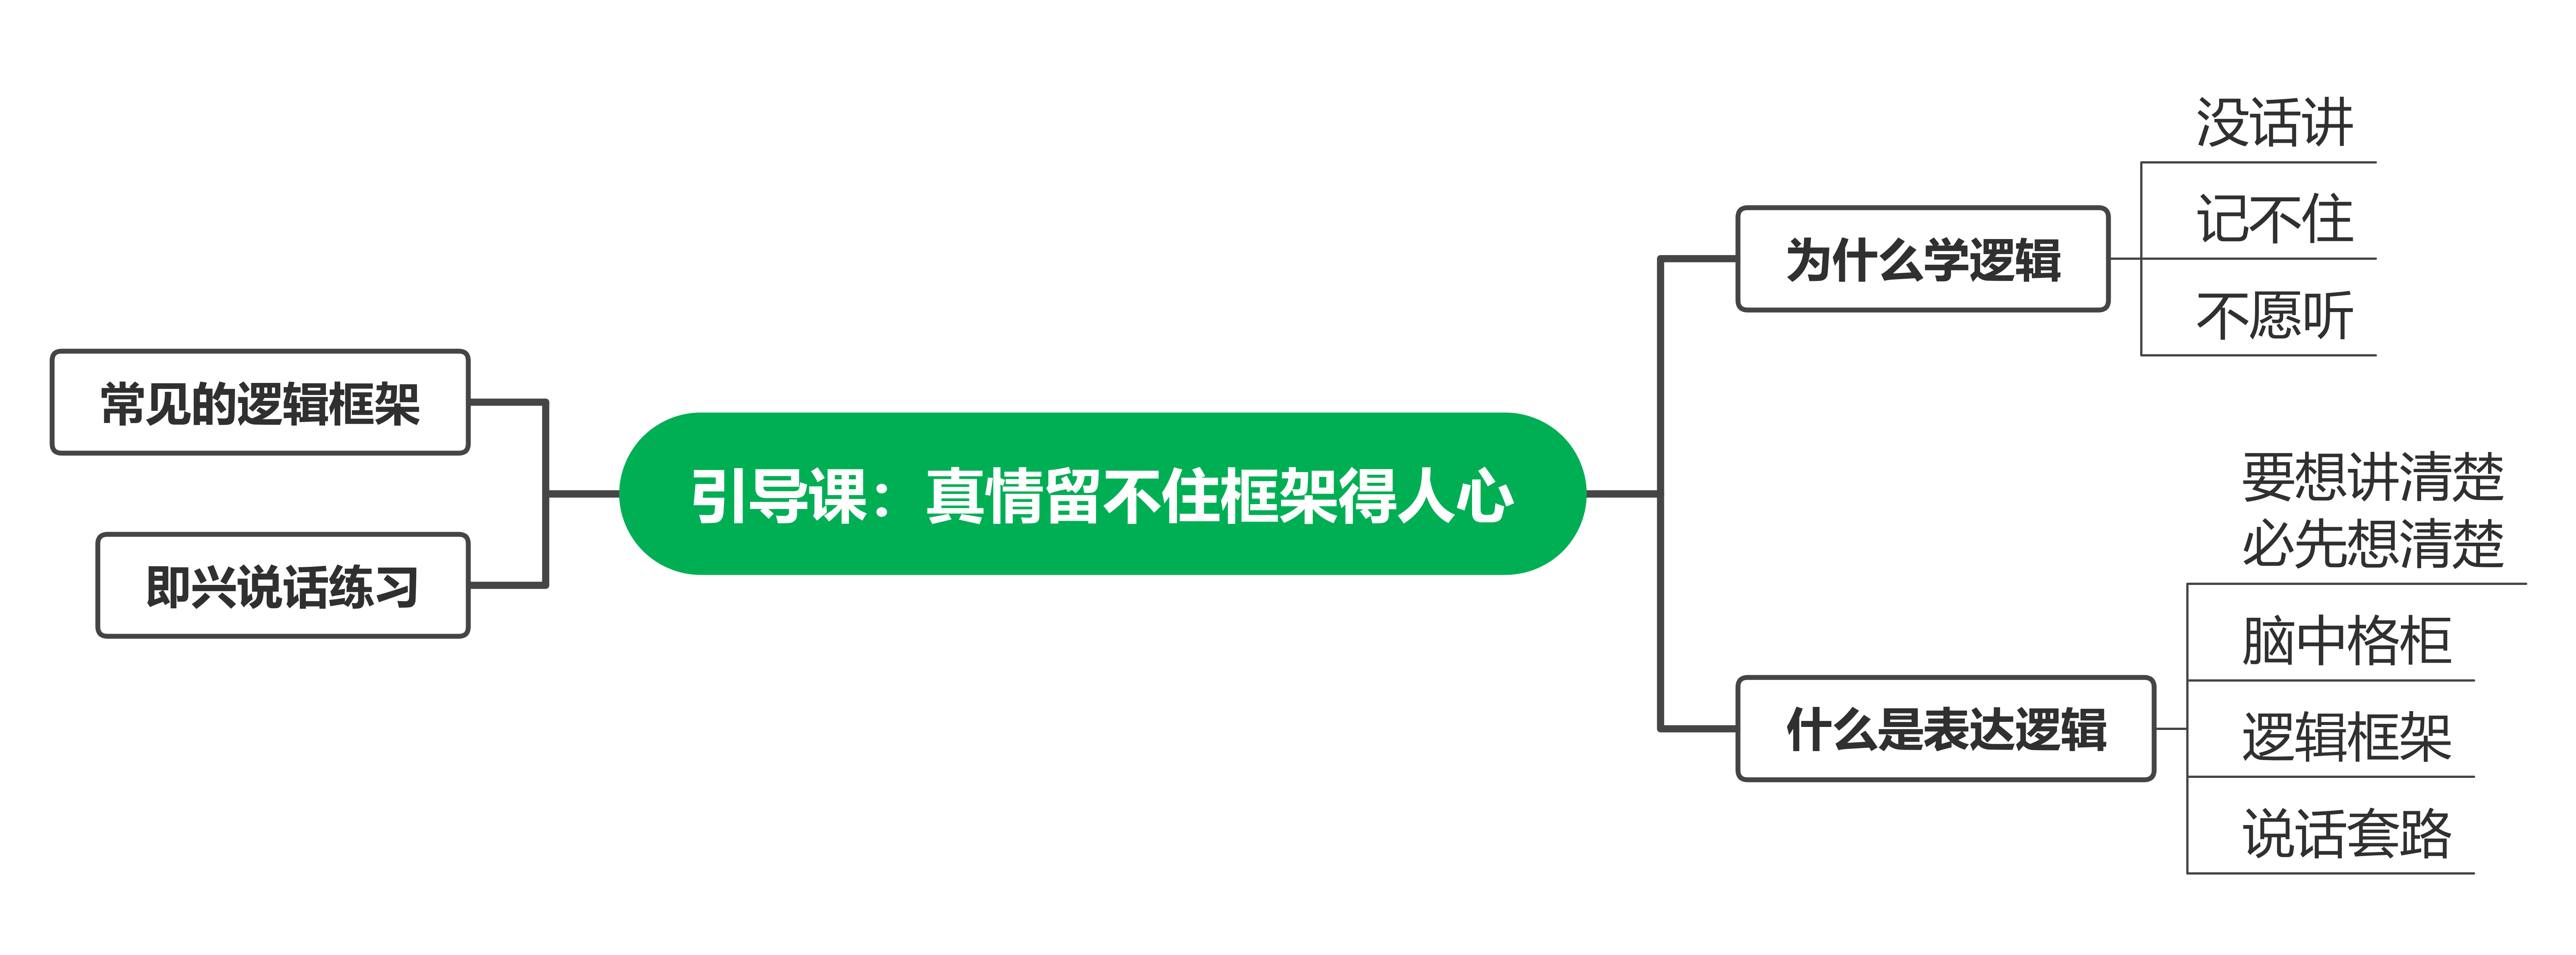 引导课：真情留不住框架得人心
为什么学逻辑
没话讲
记不住
不愿听
什么是表达逻辑
要想讲清楚
必先想清楚
脑中格柜
逻辑框架
说话套路
常见的逻辑框架
即兴说话练习